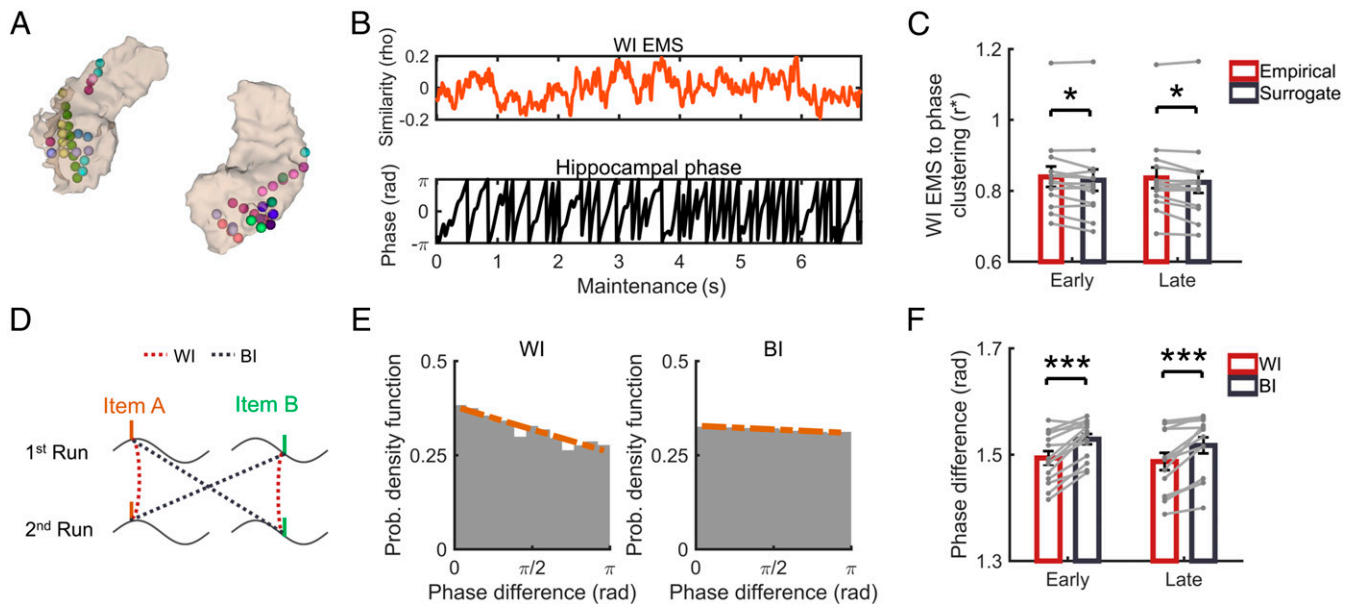 A
B
WI EMS
Similarity (rho)
0.2
0
-0.2
Hippocampal phase
Phase (rad)
π
0
-π
0 1 2 3 4 5 6
Maintenance (s)
C
WI EMS to phase
clustering (r*)
1.2
1
0.8
0.6
* *
Early Late
Empirical
Surrogate
D
WI BI
Item A Item B
1st Run
2nd Run
E
WI
Prob. density function
0.5
0.25
0
0 π/2 π
Phase difference (rad)
BI
Prob. density function
0.5
0.25
0
0 π/2 π
Phase difference (rad)
F
Phase difference (rad)
1.7
1.5
1.3
*** ***
Early Late
WI
BI